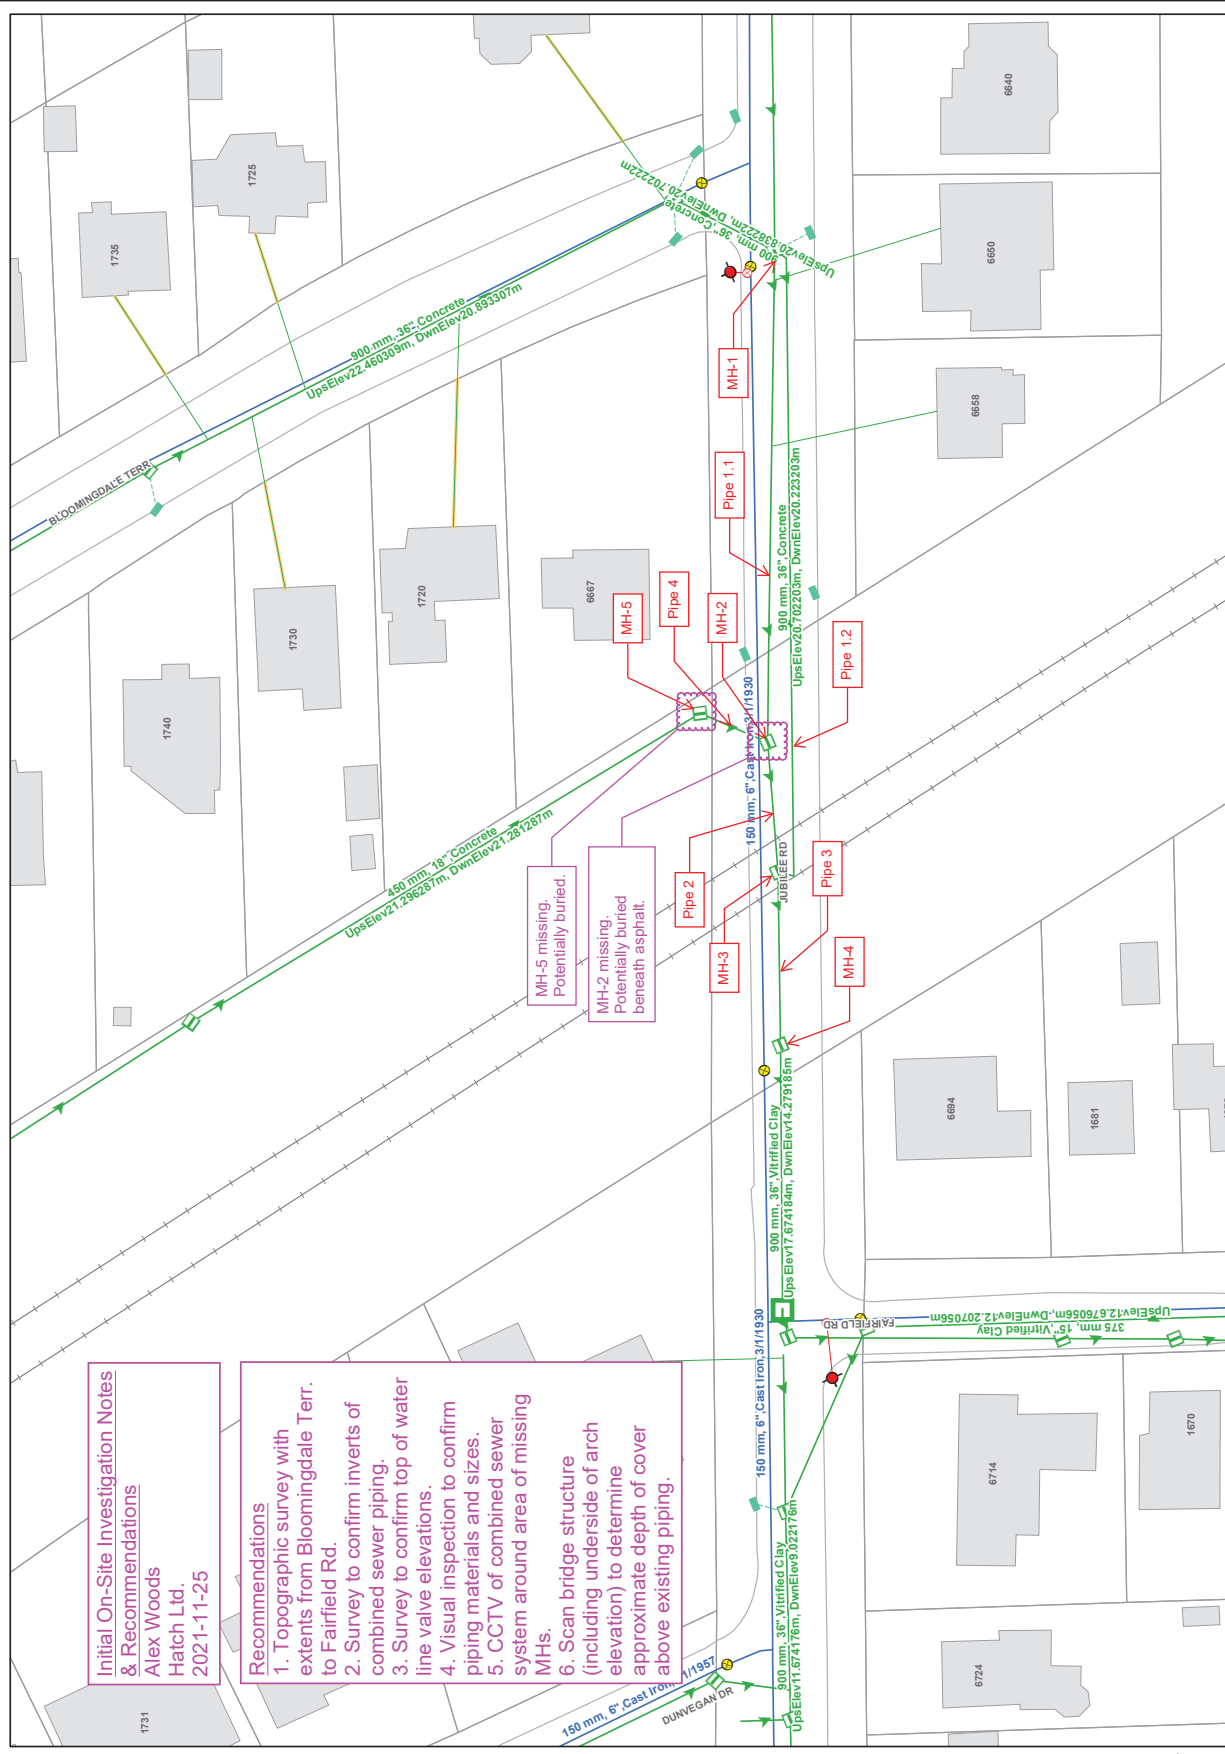 Initial On-Site Investigation Notes
& Recommendations
Alex Woods
Hatch Ltd.
2021-11-25
Recommendations
1. Topographic survey with
extents from Bloomingdale Terr.
to Fairfield Rd.
2. Survey to confirm inverts of
combined sewer piping.
3. Survey to confirm top of water
line valve elevations.
4. Visual inspection to confirm
piping materials and sizes.
5. CCTV of combined sewer
system around area of missing
MHs.
6. Scan bridge structure
(including underside of arch
elevation) to determine
approximate depth of cover
above existing piping.
MH-5 missing.
Potentially buried.
MH-2 missing.
Potentially buried
beneath asphalt.
MH-5
Pipe 4
MH-2
Pipe 1.1
MH-1
Pipe 1.2
Pipe 2
MH-3
Pipe 3
MH-4
BLOOMINGDALE TERR
JUBILEE RD
FAIRFIELD RD
DUNVEGAN DR
900 mm, 36",Concrete
UpsElev22.460309m, DwnElev20.893307m
900 mm, 36",Concrete
UpsElev20.838222m, DwnElev20.702222m
900 mm, 36",Concrete
UpsElev20.702203m, DwnElev20.223203m
450 mm, 18",Concrete
UpsElev21.296287m, DwnElev21.281287m
150 mm, 6",Cast Iron,3/1/1930
900 mm, 36",Vitrified Clay
UpsElev17.674184m, DwnElev14.279185m
150 mm, 6",Cast Iron,3/1/1930
375 mm, 15",Vitrified Clay
UpsElev12.676056m, DwnElev12.207056m
900 mm, 36",Vitrified Clay
UpsElev11.674176m, DwnElev9.022176m
150 mm, 6",Cast Iron, /1/1957
1735
1725
1740
1730
1720
6667
6640
6650
6658
6694
1681
6714
1670
6724
1731